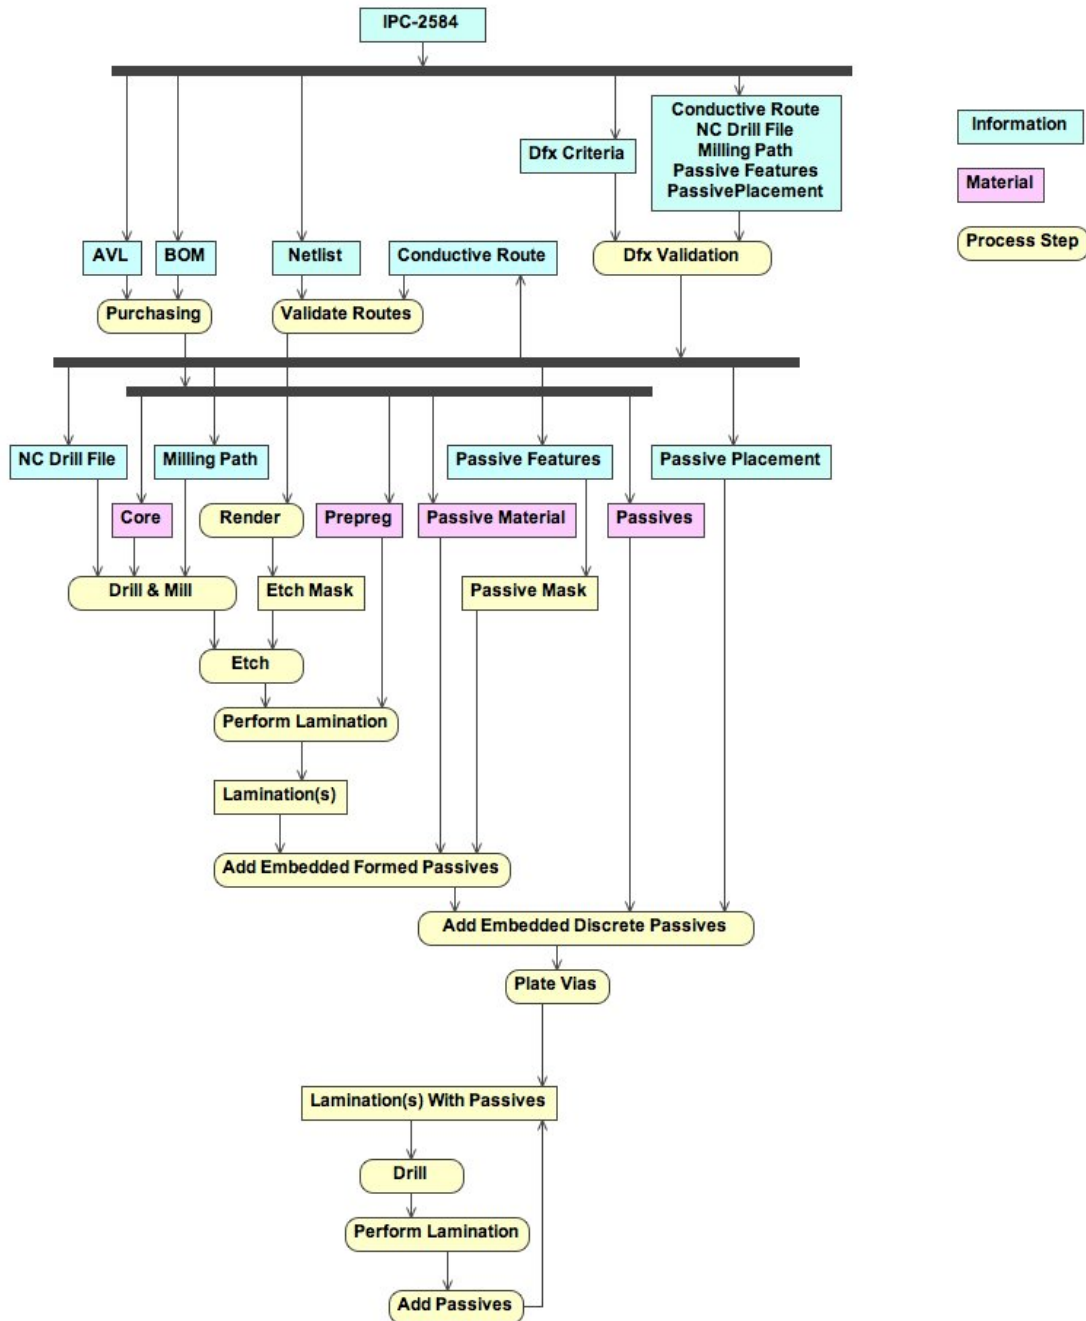 IPC-2584
Conductive Route
NC Drill File
Milling Path
Passive Features
PassivePlacement
Information
Dfx Criteria
Material
Process Step
AVL
BOM
Netlist
Conductive Route
Dfx Validation
Purchasing
Validate Routes
NC Drill File
Milling Path
Passive Features
Passive Placement
Core
Render
Prepreg
Passive Material
Passives
Drill & Mill
Etch Mask
Passive Mask
Etch
Perform Lamination
Lamination(s)
Add Embedded Formed Passives
Add Embedded Discrete Passives
Plate Vias
Lamination(s) With Passives
Drill
Perform Lamination
Add Passives